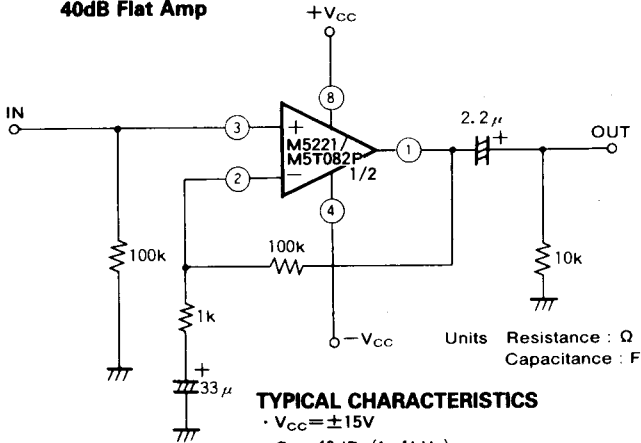 40dB Flat Amp
+VCC
IN
8
3
+
M5221/
M5T082P
1/2
1
2.2μ
+
OUT
2
−
4
100k
100k
10k
1k
−VCC
+
33μ
Units Resistance : Ω
Capacitance : F
TYPICAL CHARACTERISTICS
· VCC=±15V